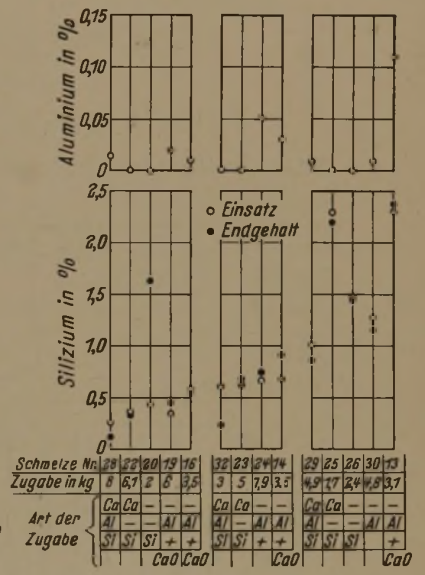 Aluminium in %
0,15
0,10
0,05
0
Silizium in %
2,5
2,0
1,5
1,0
0,5
0
○ Einsatz
● Endgehalt
Schmelze Nr. 28 22 20 19 16 32 23 24 14 29 25 26 30 13
Zugabe in kg 8 6,1 2 6 3,5 3 5 1,9 3,5 4,9 1,7 2,4 4,8 3,1
Art der Zugabe
Ca Ca – – – Ca Ca – – Ca Ca – – –
Al – – Al Al Al – Al Al Al – – Al Al
Si Si Si + + Si Si + + Si Si Si +
CaO CaO CaO CaO